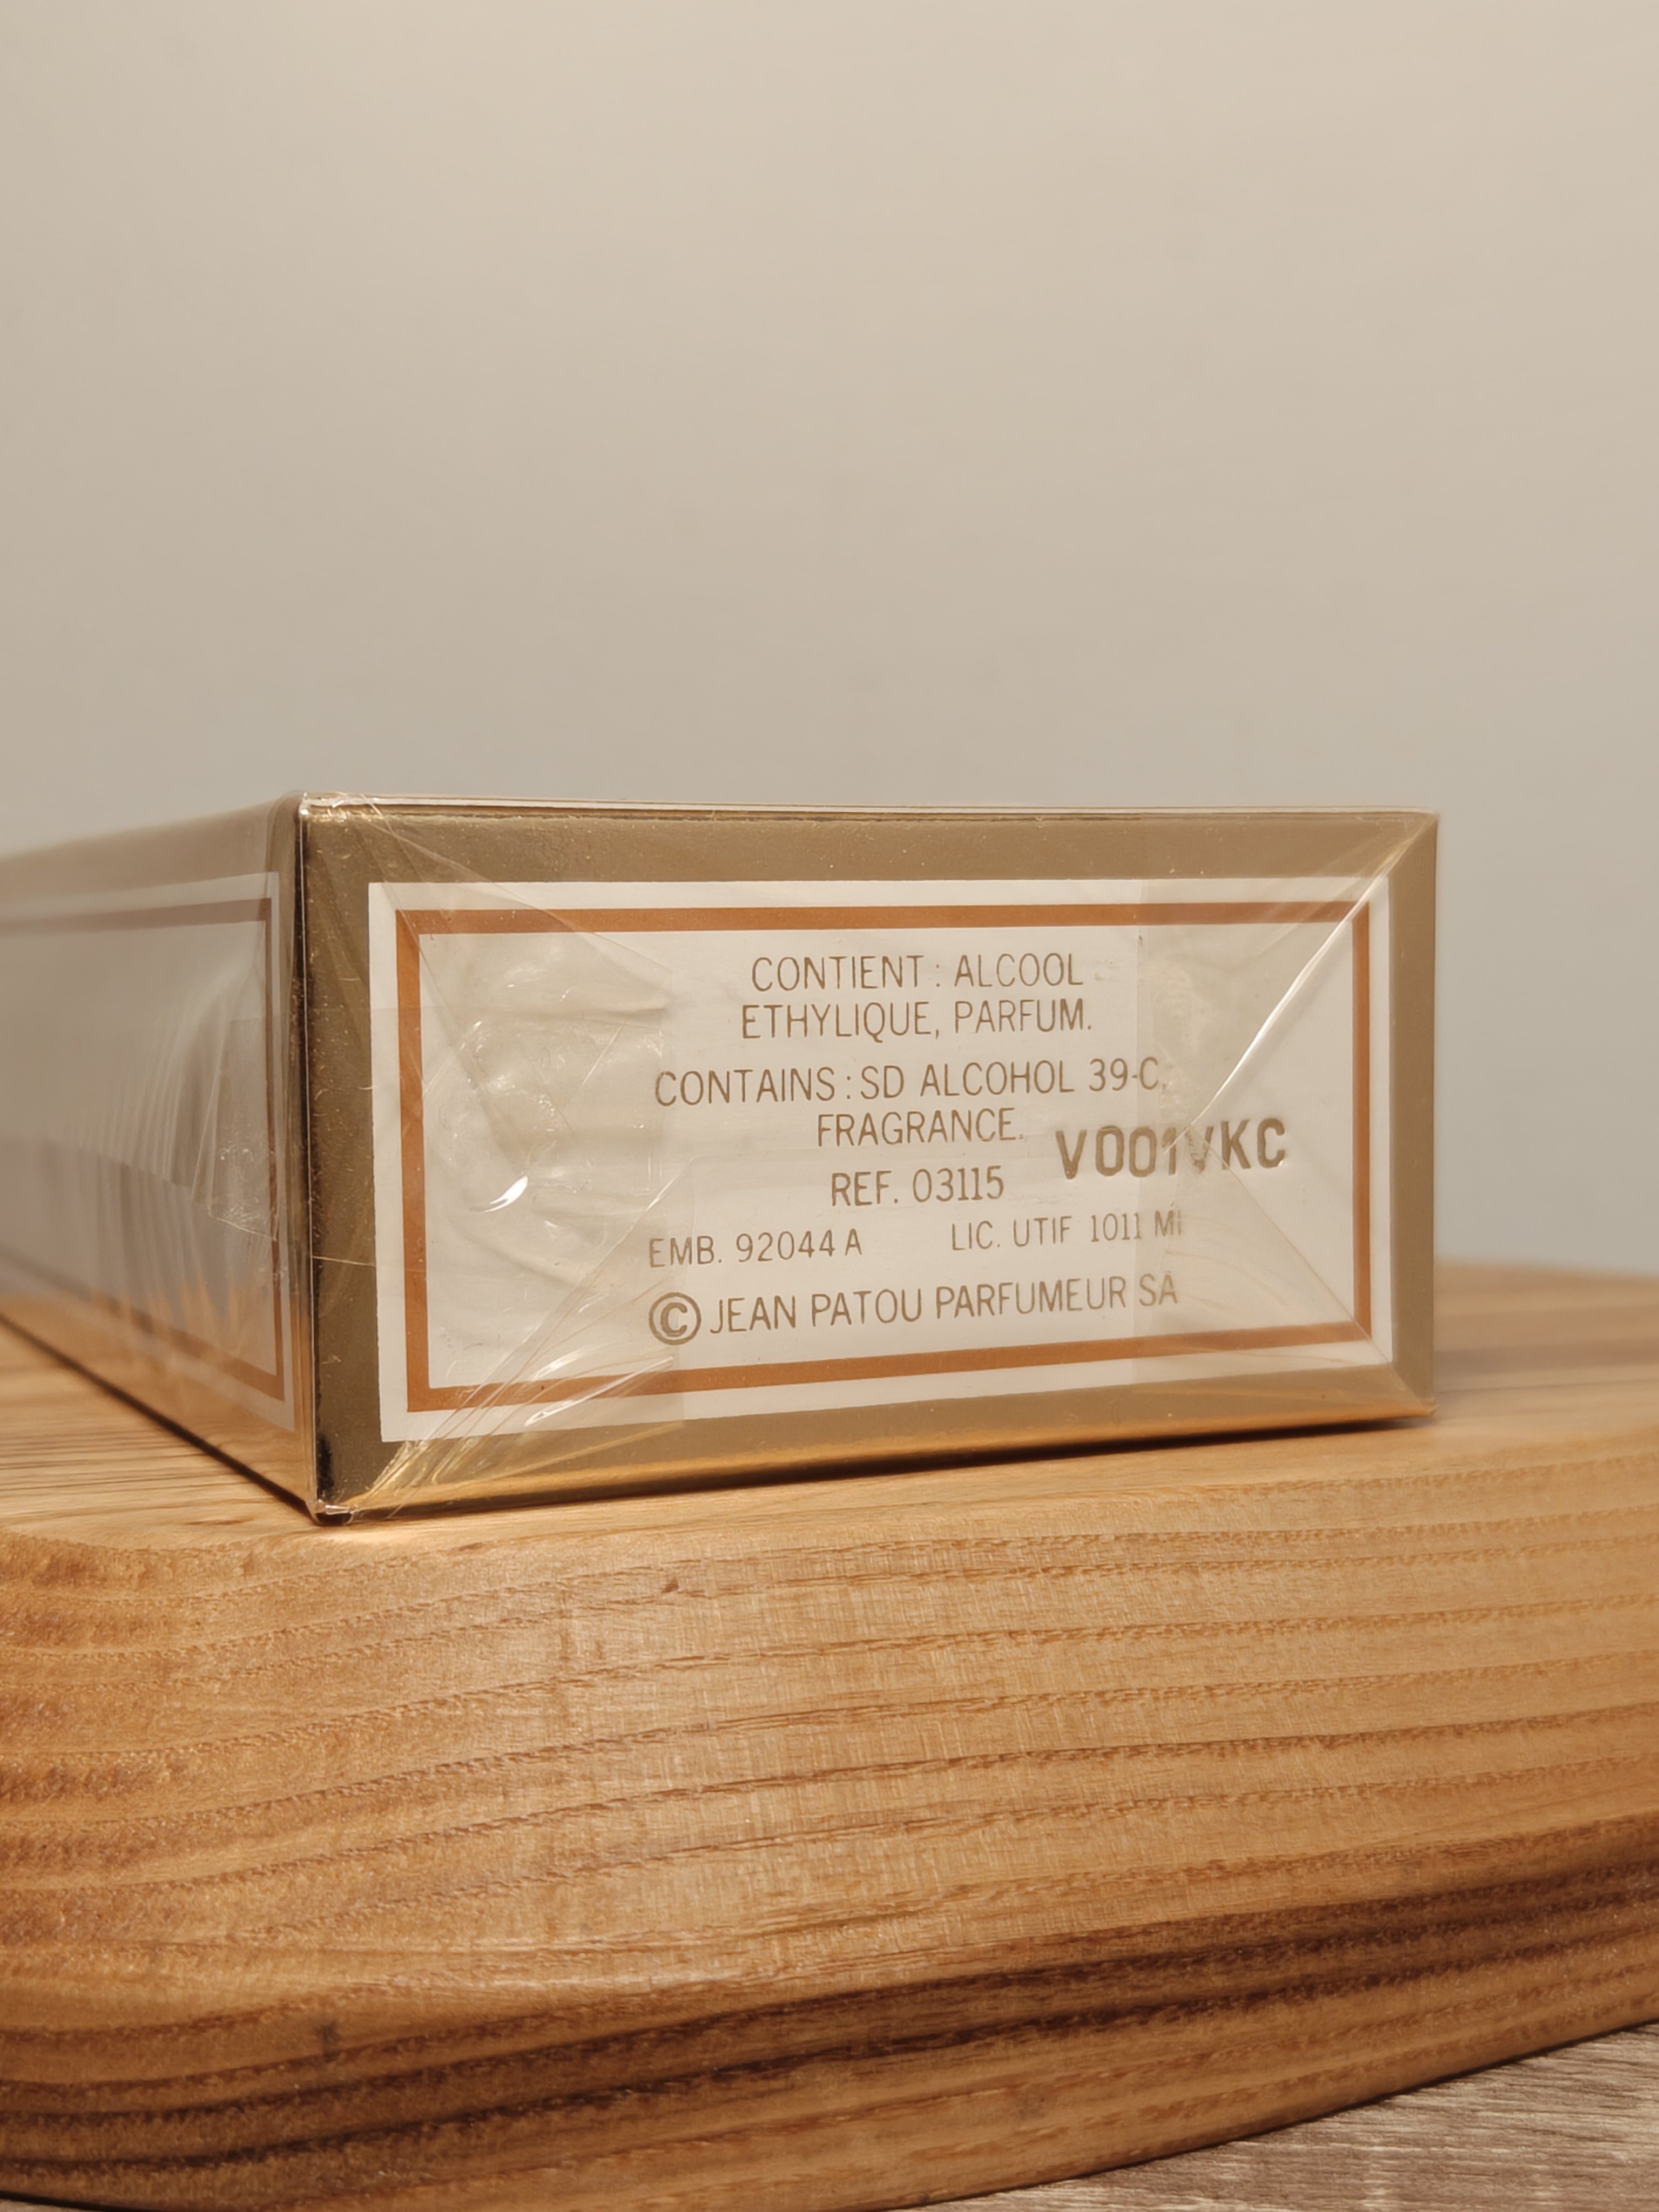 CONTIENT : ALCOOL
ETHYLIQUE, PARFUM.
CONTAINS : SD ALCOHOL 39-C,
FRAGRANCE.
V001VKC
REF. 03115
EMB. 92044 A LIC. UTIF 1011 MI
© JEAN PATOU PARFUMEUR SA